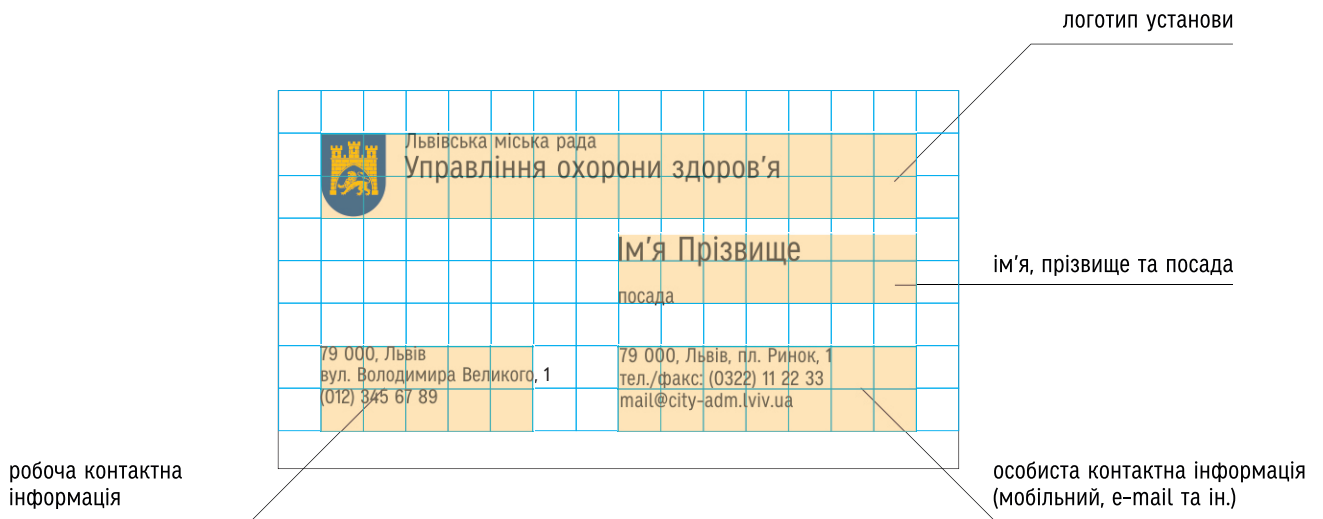 логотип установи
Львівська міська рада
Управління охорони здоров’я
Ім’я Прізвище
посада
ім’я, прізвище та посада
79 000, Львів
вул. Володимира Великого, 1
(012) 345 67 89
79 000, Львів, пл. Ринок, 1
тел./факс: (0322) 11 22 33
mail@city-adm.lviv.ua
робоча контактна
інформація
особиста контактна інформація
(мобільний, e-mail та ін.)